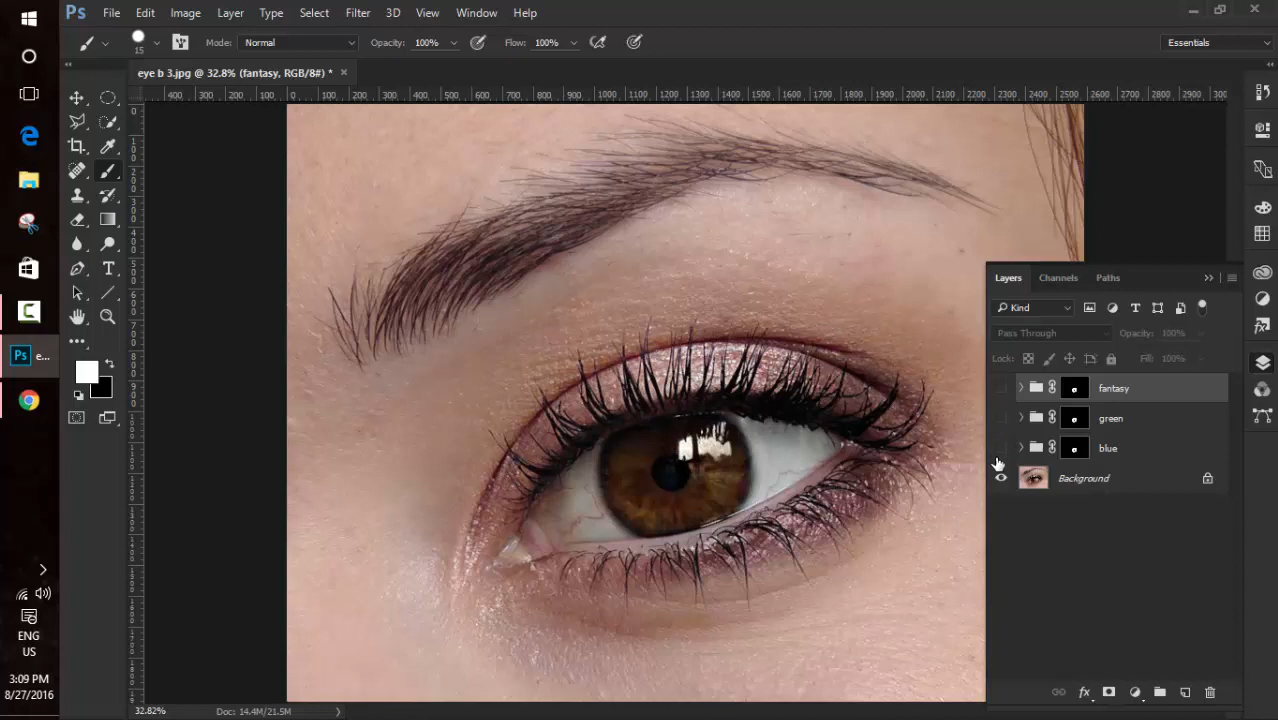 Ps File Edit Image Layer Type Select Filter 3D View Window Help
15 Mode: Normal Opacity: 100% Flow: 100% Essentials
eye b 3.jpg @ 32.8% (fantasy, RGB/8#) * ×
400 300 200 100 0 100 200 300 400 500 600 700 800 900 1000 1100 1200 1300 1400 1500 1600 1700 1800 1900 2000 2100 2200 2300 2400 2500 2600 2700 2800 2900 300
Layers Channels Paths
Kind
Pass Through Opacity: 100%
Lock: Fill: 100%
fantasy
green
blue
Background
Ps e...
ENG
US
3:09 PM
8/27/2016
32.82% Doc: 14.4M/21.5M